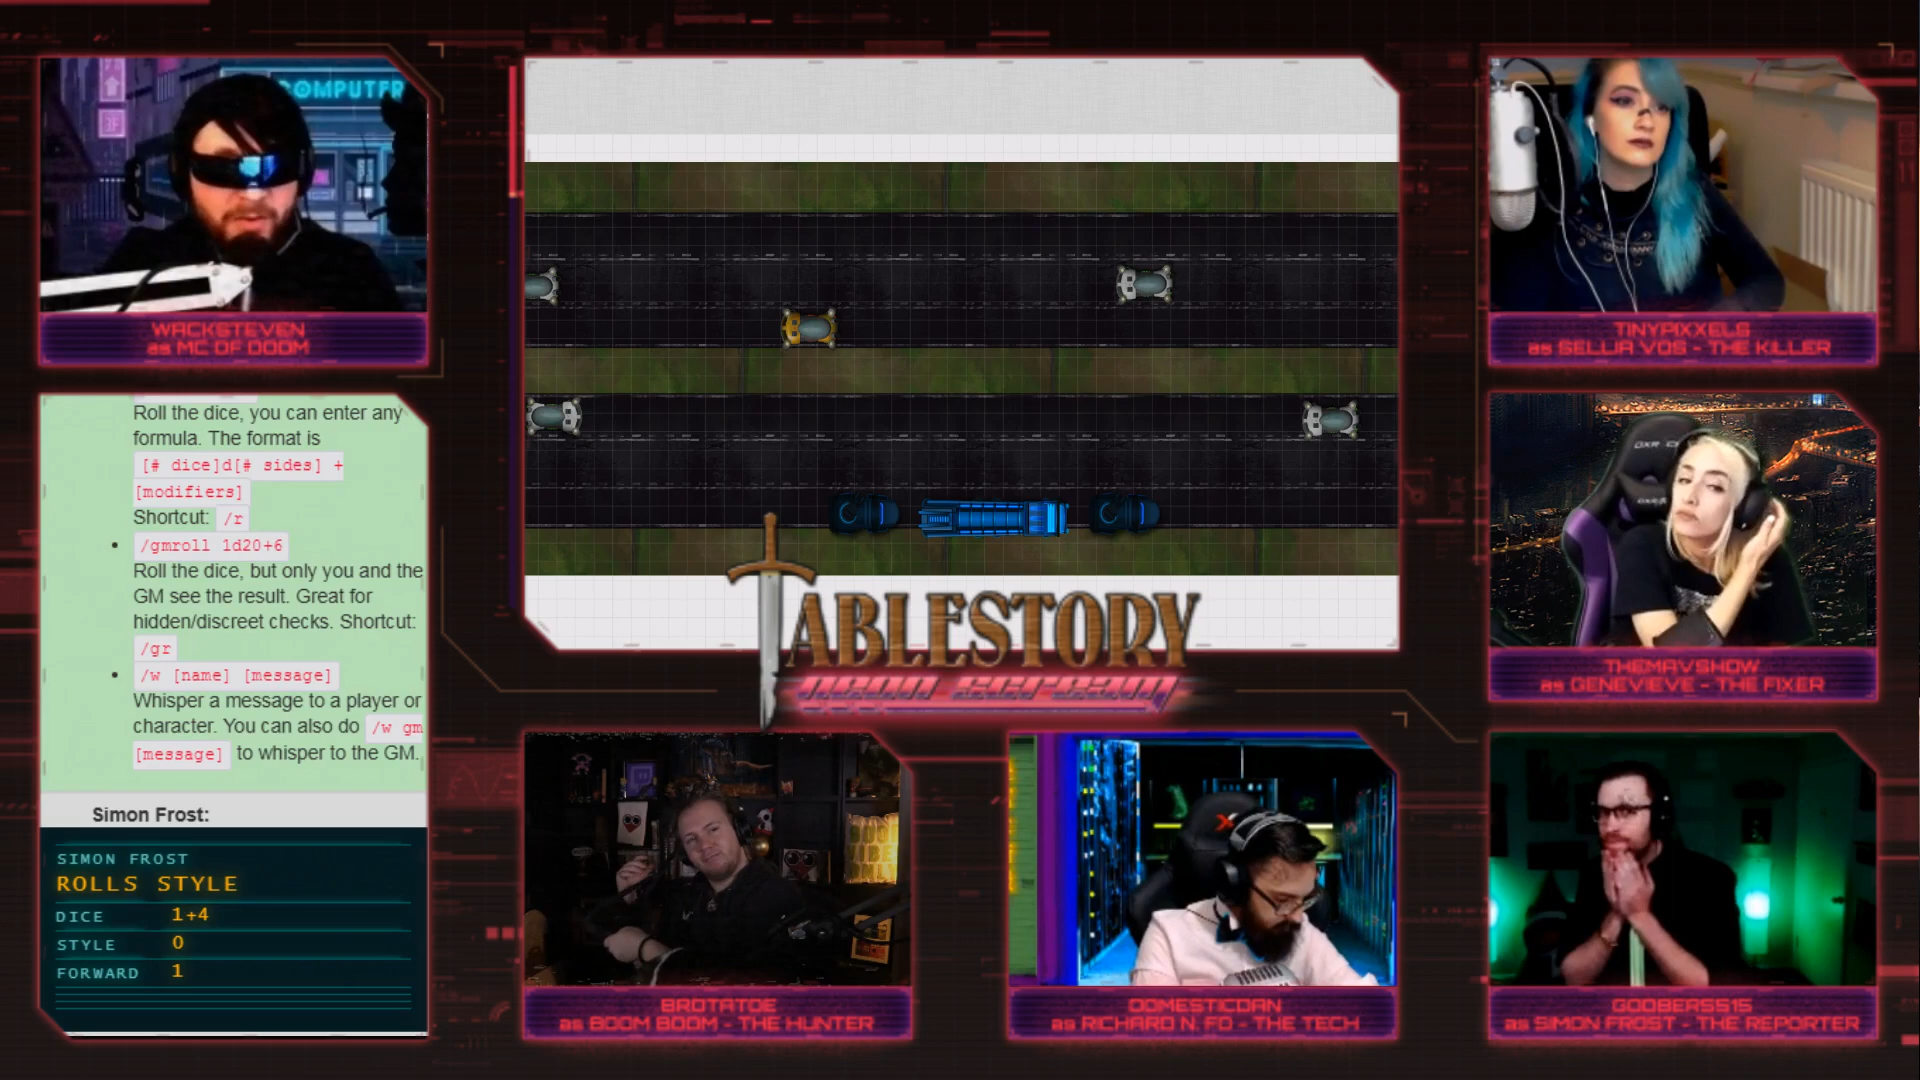 COMPUTER
WACKSTEVEN
as MC OF DOOM
Roll the dice, you can enter any
formula. The format is
[# dice]d[# sides] +
[modifiers]
Shortcut: /r
• /gmroll 1d20+6
Roll the dice, but only you and the
GM see the result. Great for
hidden/discreet checks. Shortcut:
/gr
• /w [name] [message]
Whisper a message to a player or
character. You can also do /w gm
[message] to whisper to the GM.
Simon Frost:
SIMON FROST
ROLLS STYLE
DICE 1+4
STYLE 0
FORWARD 1
TABLESTORY
neon scream
TINYPIXXELS
as SELLIA VOS - THE KILLER
THEMAVSHOW
as GENEVIEVE - THE FIXER
BROTATOE
as BOOM BOOM - THE HUNTER
DOMESTICDAN
as RICHARD N. FO - THE TECH
GOOBERS515
as SIMON FROST - THE REPORTER